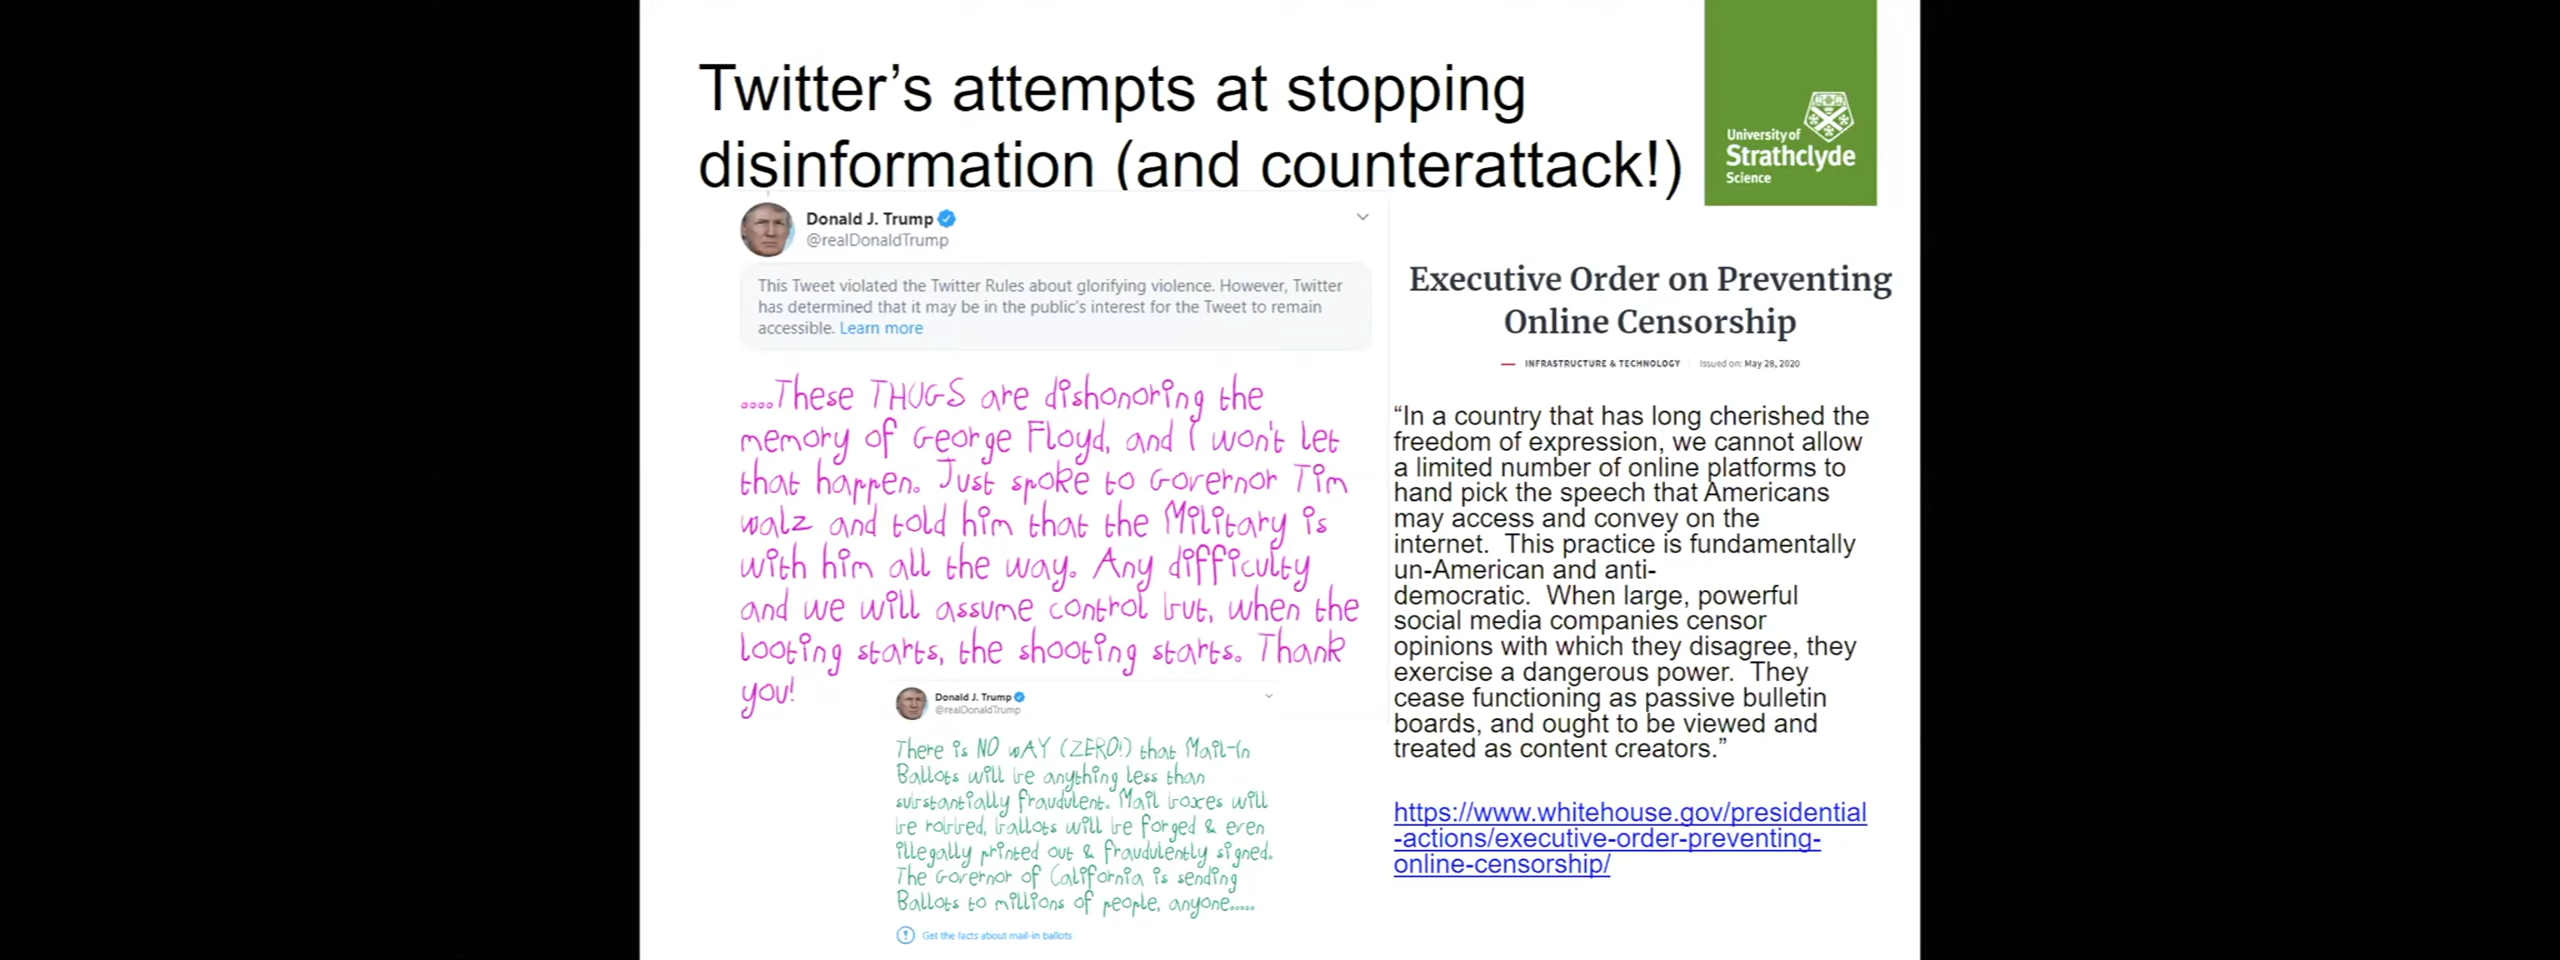 Twitter’s attempts at stopping
disinformation (and counterattack!)
University of
Strathclyde
Science
Donald J. Trump
@realDonaldTrump
This Tweet violated the Twitter Rules about glorifying violence. However, Twitter
has determined that it may be in the public's interest for the Tweet to remain
accessible. Learn more
....These THUGS are dishonoring the
memory of George Floyd, and I won't let
that happen. Just spoke to Governor Tim
Walz and told him that the Military is
with him all the way. Any difficulty
and we will assume control but, when the
looting starts, the shooting starts. Thank
you!
Donald J. Trump
@realDonaldTrump
There is NO WAY (ZERO!) that Mail-In
Ballots will be anything less than
substantially fraudulent. Mail boxes will
be robbed, ballots will be forged & even
illegally printed out & fraudulently signed.
The Governor of California is sending
Ballots to millions of people, anyone.....
Get the facts about mail-in ballots
Executive Order on Preventing
Online Censorship
INFRASTRUCTURE & TECHNOLOGY Issued on: May 28, 2020
“In a country that has long cherished the
freedom of expression, we cannot allow
a limited number of online platforms to
hand pick the speech that Americans
may access and convey on the
internet.  This practice is fundamentally
un-American and anti-
democratic.  When large, powerful
social media companies censor
opinions with which they disagree, they
exercise a dangerous power.  They
cease functioning as passive bulletin
boards, and ought to be viewed and
treated as content creators.”
https://www.whitehouse.gov/presidential
-actions/executive-order-preventing-
online-censorship/